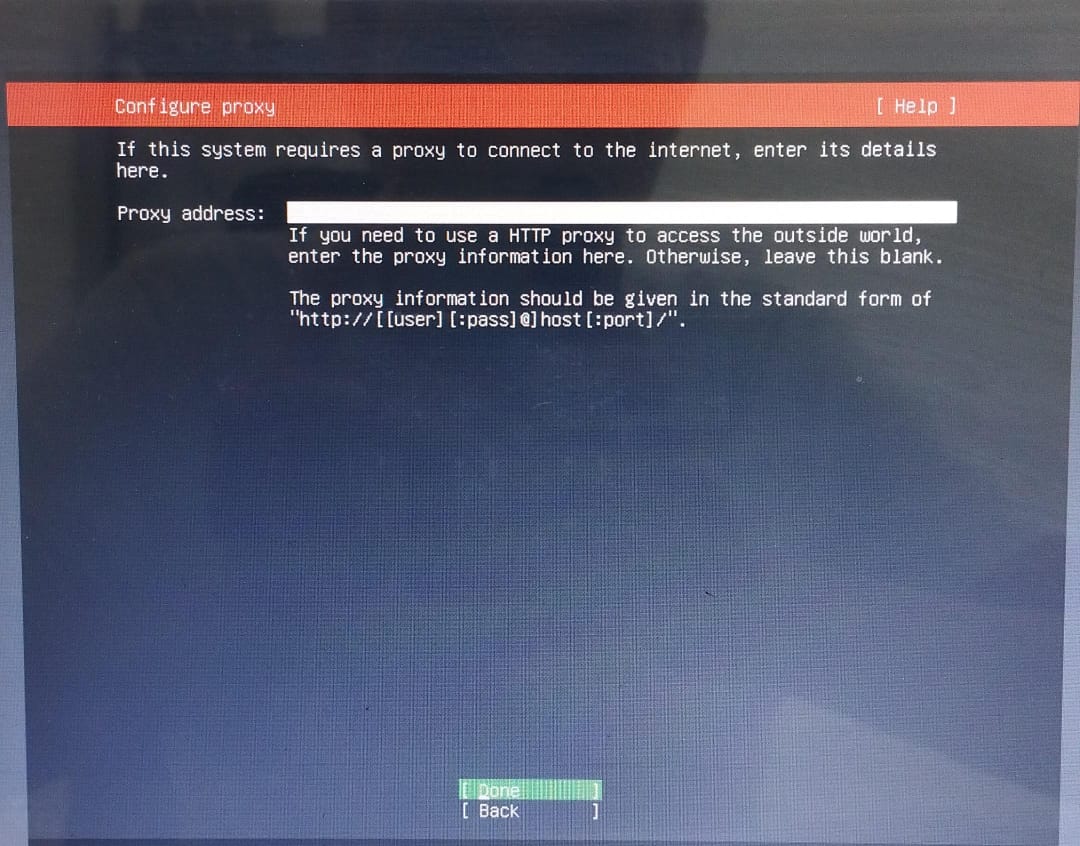 Configure proxy [ Help ]
If this system requires a proxy to connect to the internet, enter its details
here.
Proxy address:
If you need to use a HTTP proxy to access the outside world,
enter the proxy information here. Otherwise, leave this blank.
The proxy information should be given in the standard form of
"http://[[user][:pass]@]host[:port]/".
[ Done ]
[ Back ]